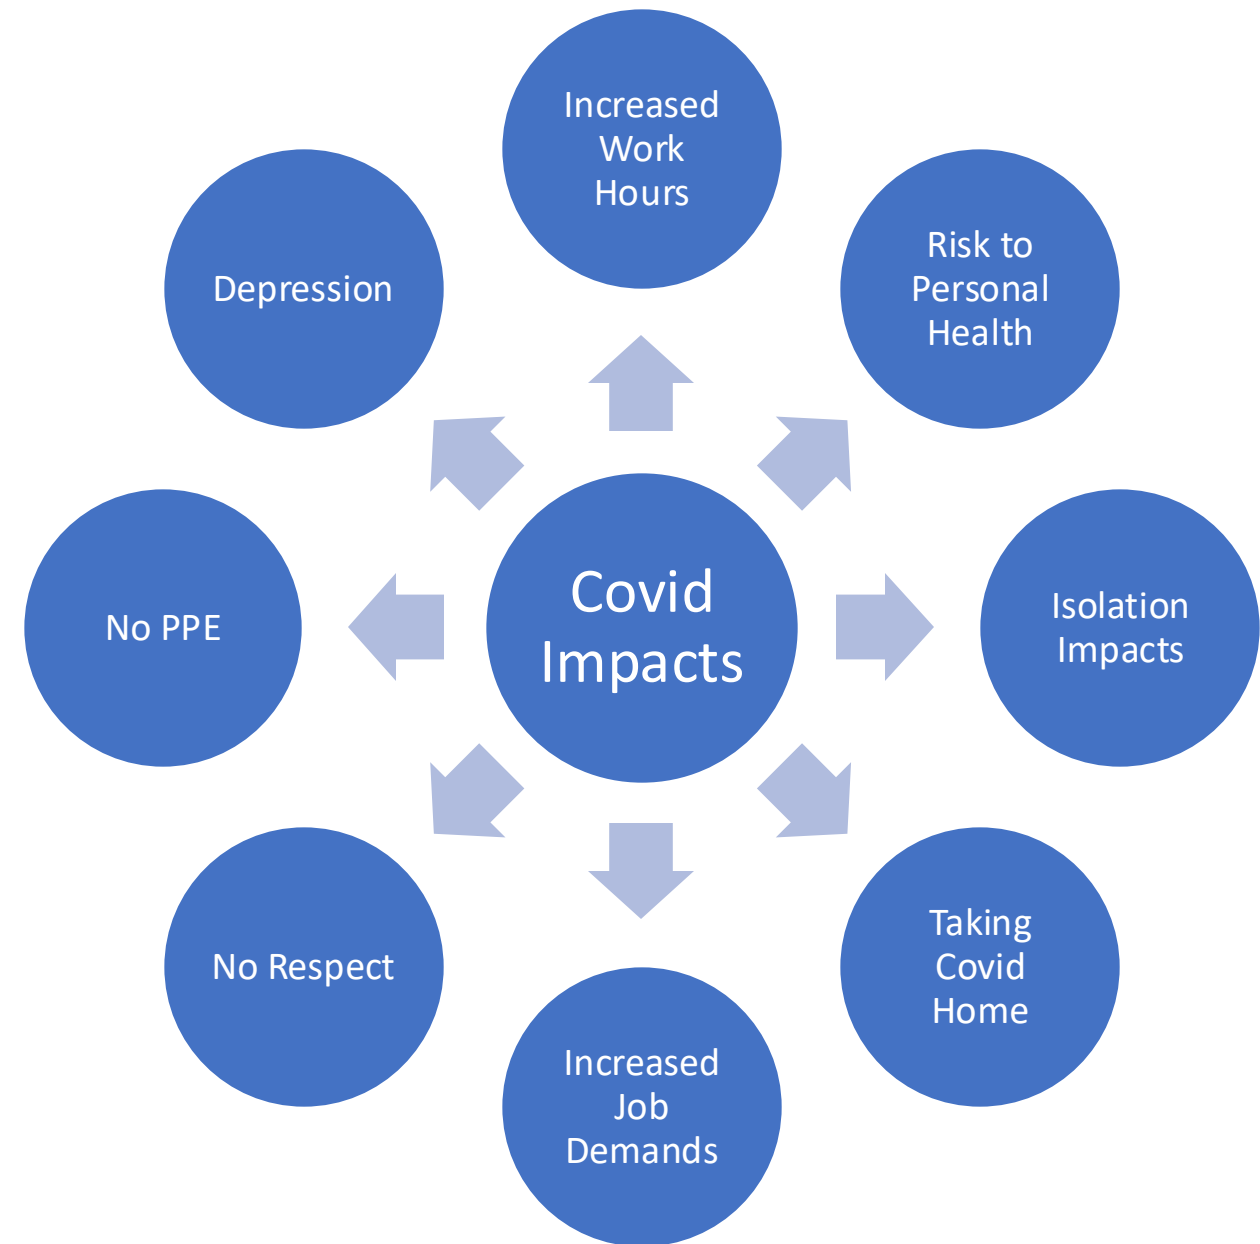 Increased
Work
Hours
Depression
Risk to
Personal
Health
Covid
Impacts
No PPE
Isolation
Impacts
No Respect
Taking
Covid
Home
Increased
Job
Demands